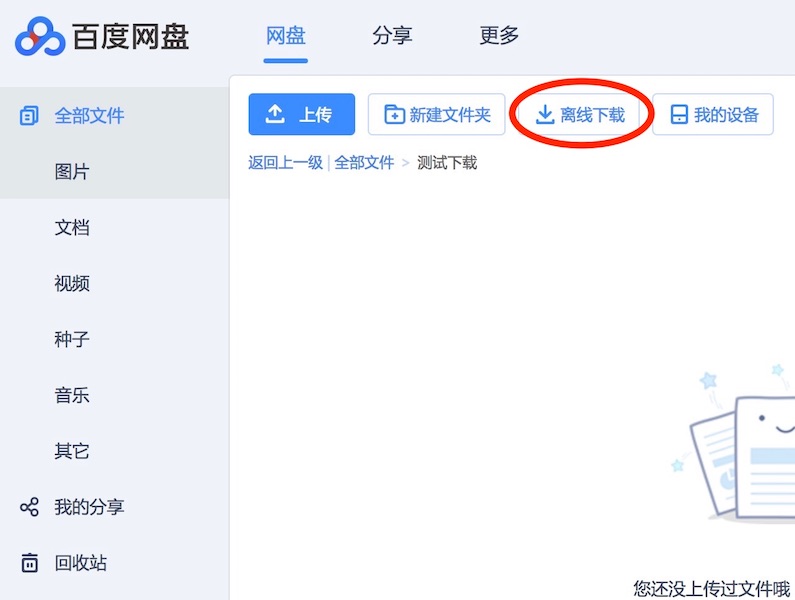 百度网盘 网盘 分享 更多
上传 新建文件夹 离线下载 我的设备
返回上一级 | 全部文件 > 测试下载
全部文件
图片
文档
视频
种子
音乐
其它
我的分享
回收站
您还没上传过文件哦